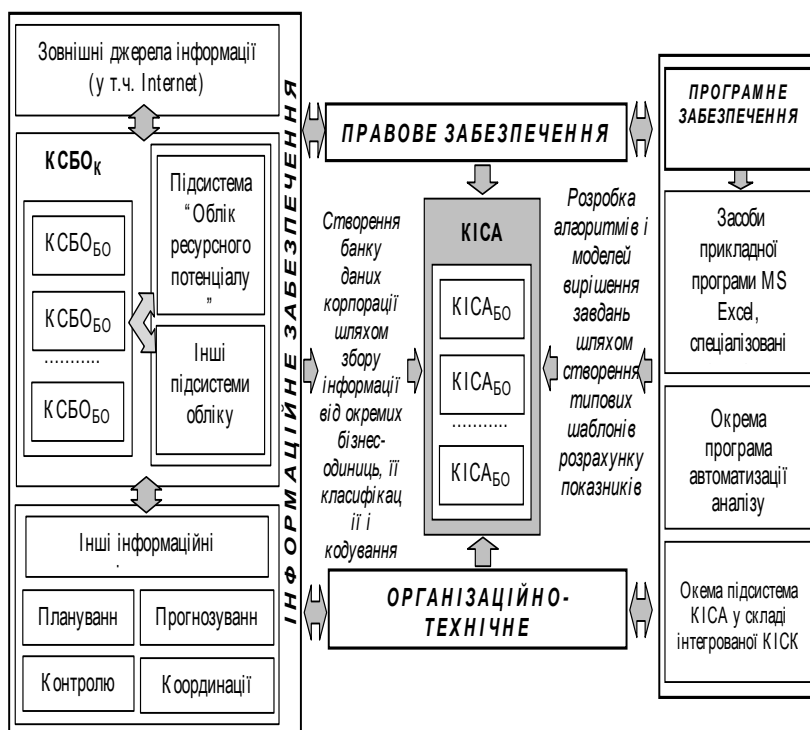 Зовнішні джерела інформації
(у т.ч. Internet)
КСБОК
КСБОБО
КСБОБО
...........
КСБОБО
Підсистема
“ Облік
ресурсного
потенціалу
”
Інші
підсистеми
обліку
Інші інформаційні
Плануванн
Прогнозуванн
Контролю
Координації
ІНФОРМАЦІЙНЕ ЗАБЕЗПЕЧЕННЯ
ПРАВОВЕ ЗАБЕЗПЕЧЕННЯ
Створення
банку
даних
корпорації
шляхом
збору
інформації
від окремих
бізнес-
одиниць, її
класифікац
ії і
кодування
КІСА
КІСАБО
КІСАБО
...........
КІСАБО
Розробка
алгоритмів і
моделей
вирішення
завдань
шляхом
створення
типових
шаблонів
розрахунку
показників
ОРГАНІЗАЦІЙНО-
ТЕХНІЧНЕ
ПРОГРАМНЕ
ЗАБЕЗПЕЧЕННЯ
Засоби
прикладної
програми MS
Excel,
спеціалізовані
Окрема
програма
автоматизації
аналізу
Окема підсистема
КІСА у складі
інтегрованої КІСК